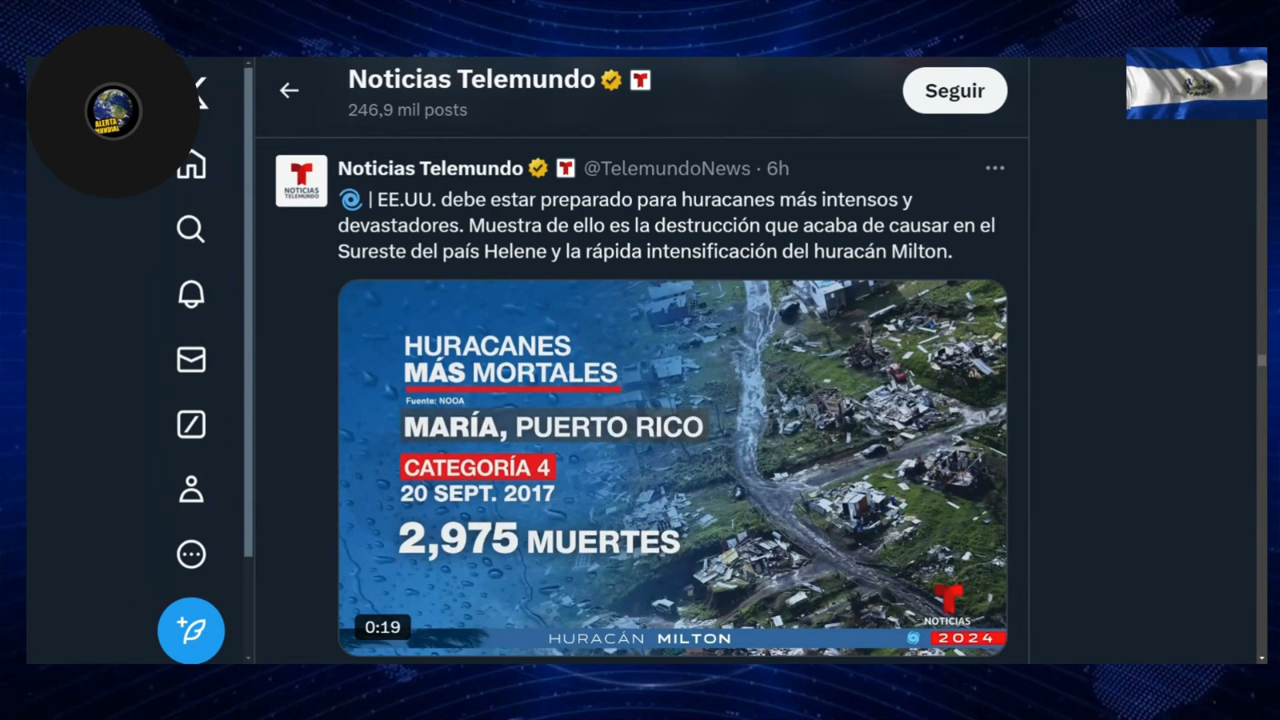 ALERTA
MUNDIAL
Noticias Telemundo
246,9 mil posts
Seguir
NOTICIAS
TELEMUNDO
Noticias Telemundo @TelemundoNews · 6h
| EE.UU. debe estar preparado para huracanes más intensos y
devastadores. Muestra de ello es la destrucción que acaba de causar en el
Sureste del país Helene y la rápida intensificación del huracán Milton.
HURACANES
MÁS MORTALES
Fuente: NOOA
MARÍA, PUERTO RICO
CATEGORÍA 4
20 SEPT. 2017
2,975 MUERTES
0:19
NOTICIAS
HURACÁN MILTON
2024